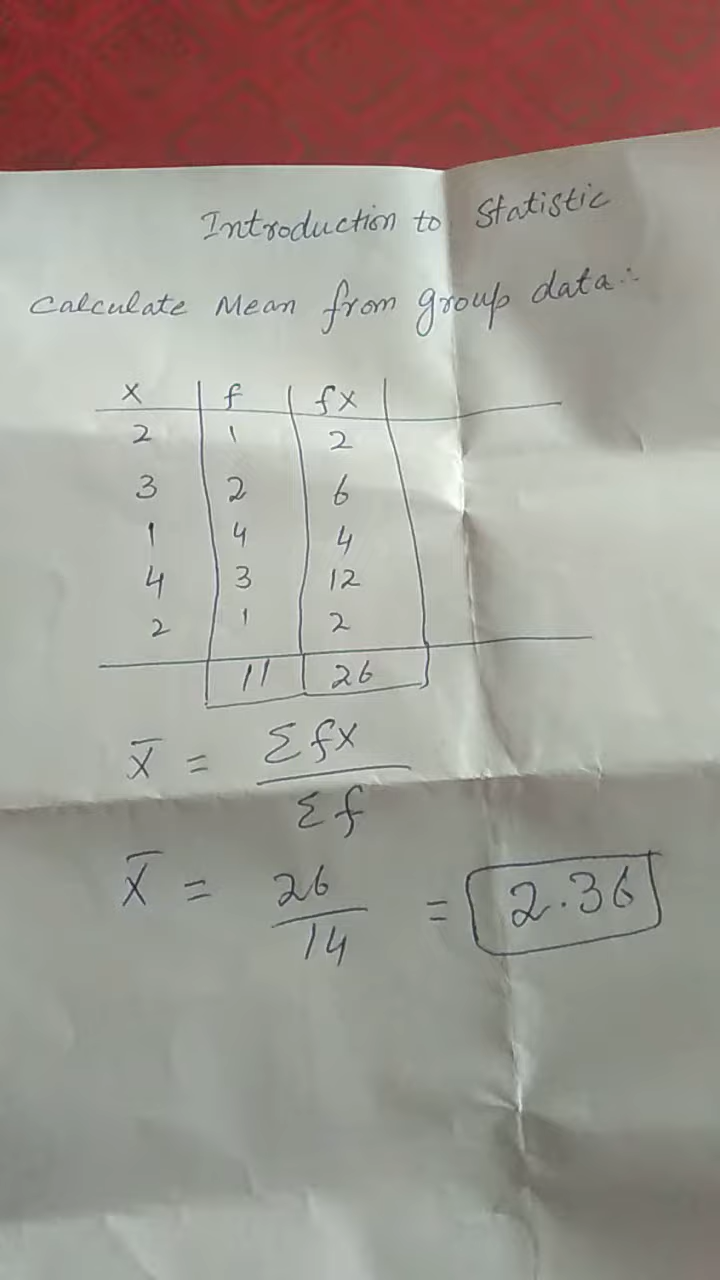 Introduction to Statistic
Calculate Mean from group data:-
x f fx
2 1 2
3 2 6
1 4 4
4 3 12
2 1 2
11 26
x̄ = Σfx
Σf
x̄ = 26 = 2.36
14